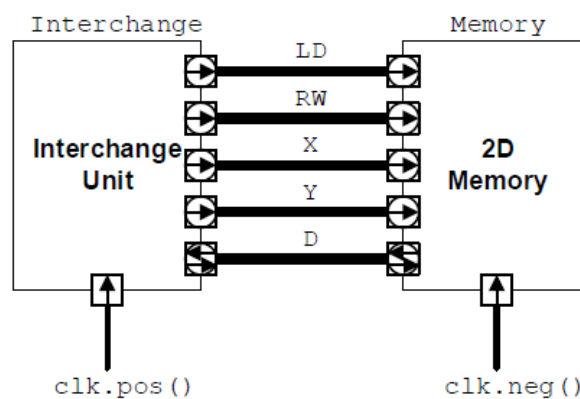 Interchange
Memory
LD
RW
X
Y
D
Interchange
Unit
2D
Memory
clk.pos()
clk.neg()